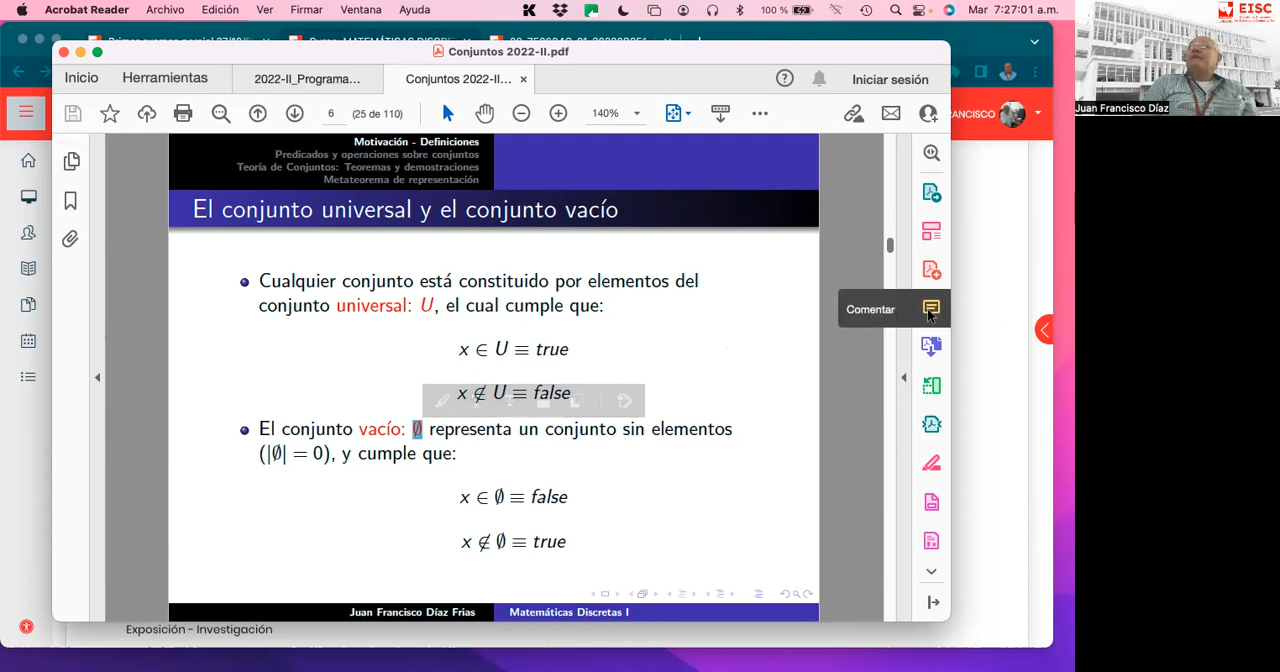 Acrobat Reader Archivo Edición Ver Firmar Ventana Ayuda 100 % Mar 7:27:01 a.m.
Conjuntos 2022-II.pdf
Inicio Herramientas 2022-II_Programa... Conjuntos 2022-II... × Iniciar sesión
6 (25 de 110) 140%
FRANCISCO
Motivación - Definiciones
Predicados y operaciones sobre conjuntos
Teoría de Conjuntos: Teoremas y demostraciones
Metateorema de representación
El conjunto universal y el conjunto vacío
Cualquier conjunto está constituido por elementos del
conjunto universal: U, el cual cumple que:
x ∈ U ≡ true
x ∉ U ≡ false
El conjunto vacío: ∅ representa un conjunto sin elementos
(|∅| = 0), y cumple que:
x ∈ ∅ ≡ false
x ∉ ∅ ≡ true
Juan Francisco Díaz Frias Matemáticas Discretas I
Comentar
Exposición - Investigación
EISC
Juan Francisco Díaz